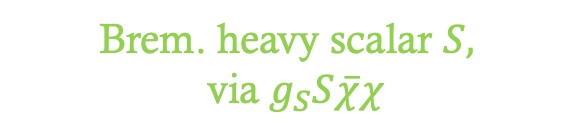 Brem. heavy scalar S,
via g_S S χ̄χ